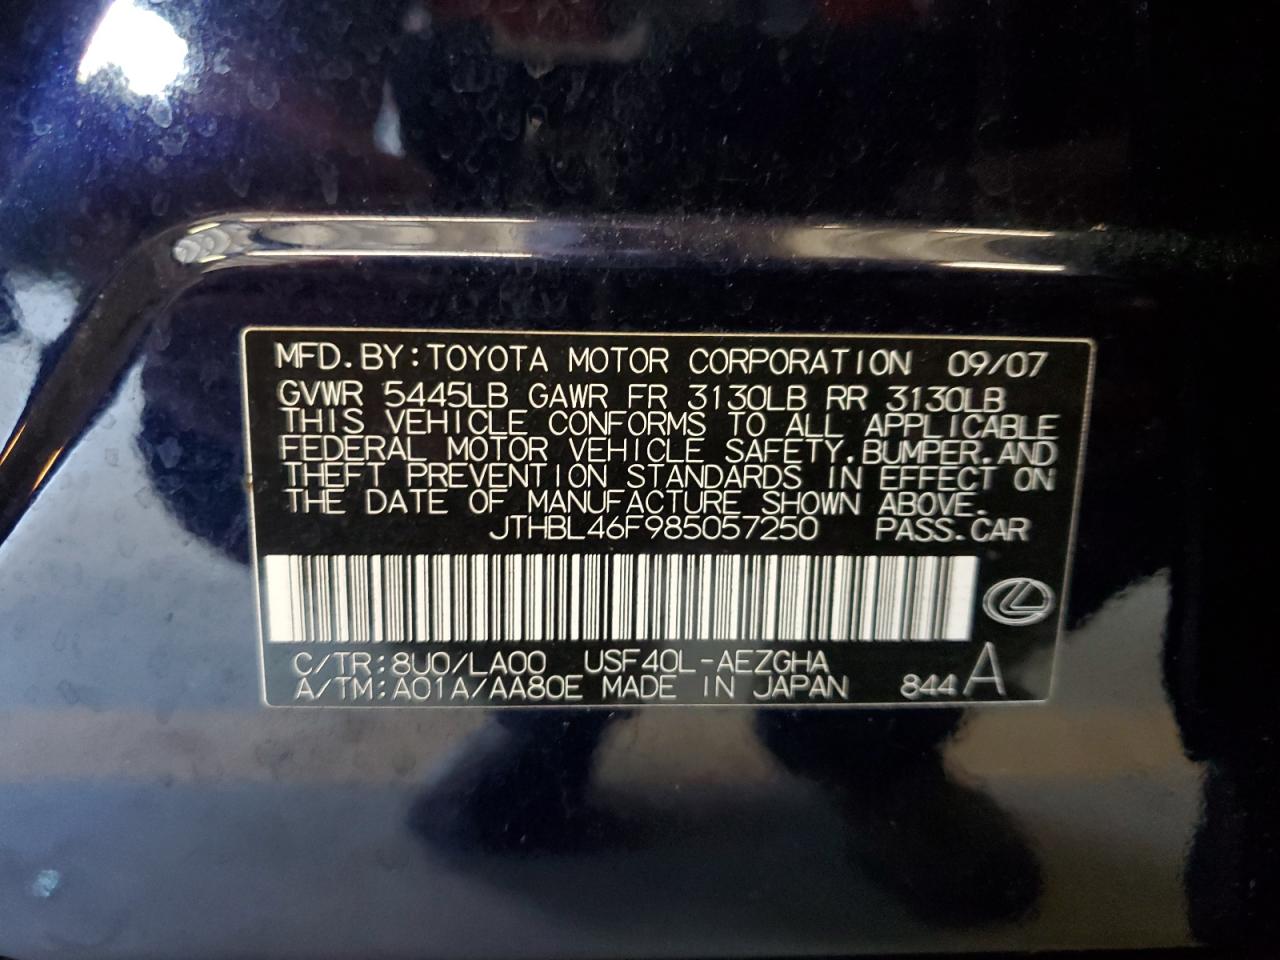 MFD.BY:TOYOTA MOTOR CORPORATION 09/07
GVWR 5445LB GAWR FR 3130LB RR 3130LB
THIS VEHICLE CONFORMS TO ALL APPLICABLE
FEDERAL MOTOR VEHICLE SAFETY,BUMPER,AND
THEFT PREVENTION STANDARDS IN EFFECT ON
THE DATE OF MANUFACTURE SHOWN ABOVE.
JTHBL46F985057250 PASS.CAR
C/TR:8U0/LA00 USF40L-AEZGHA
A/TM:A01A/AA80E MADE IN JAPAN 844 A